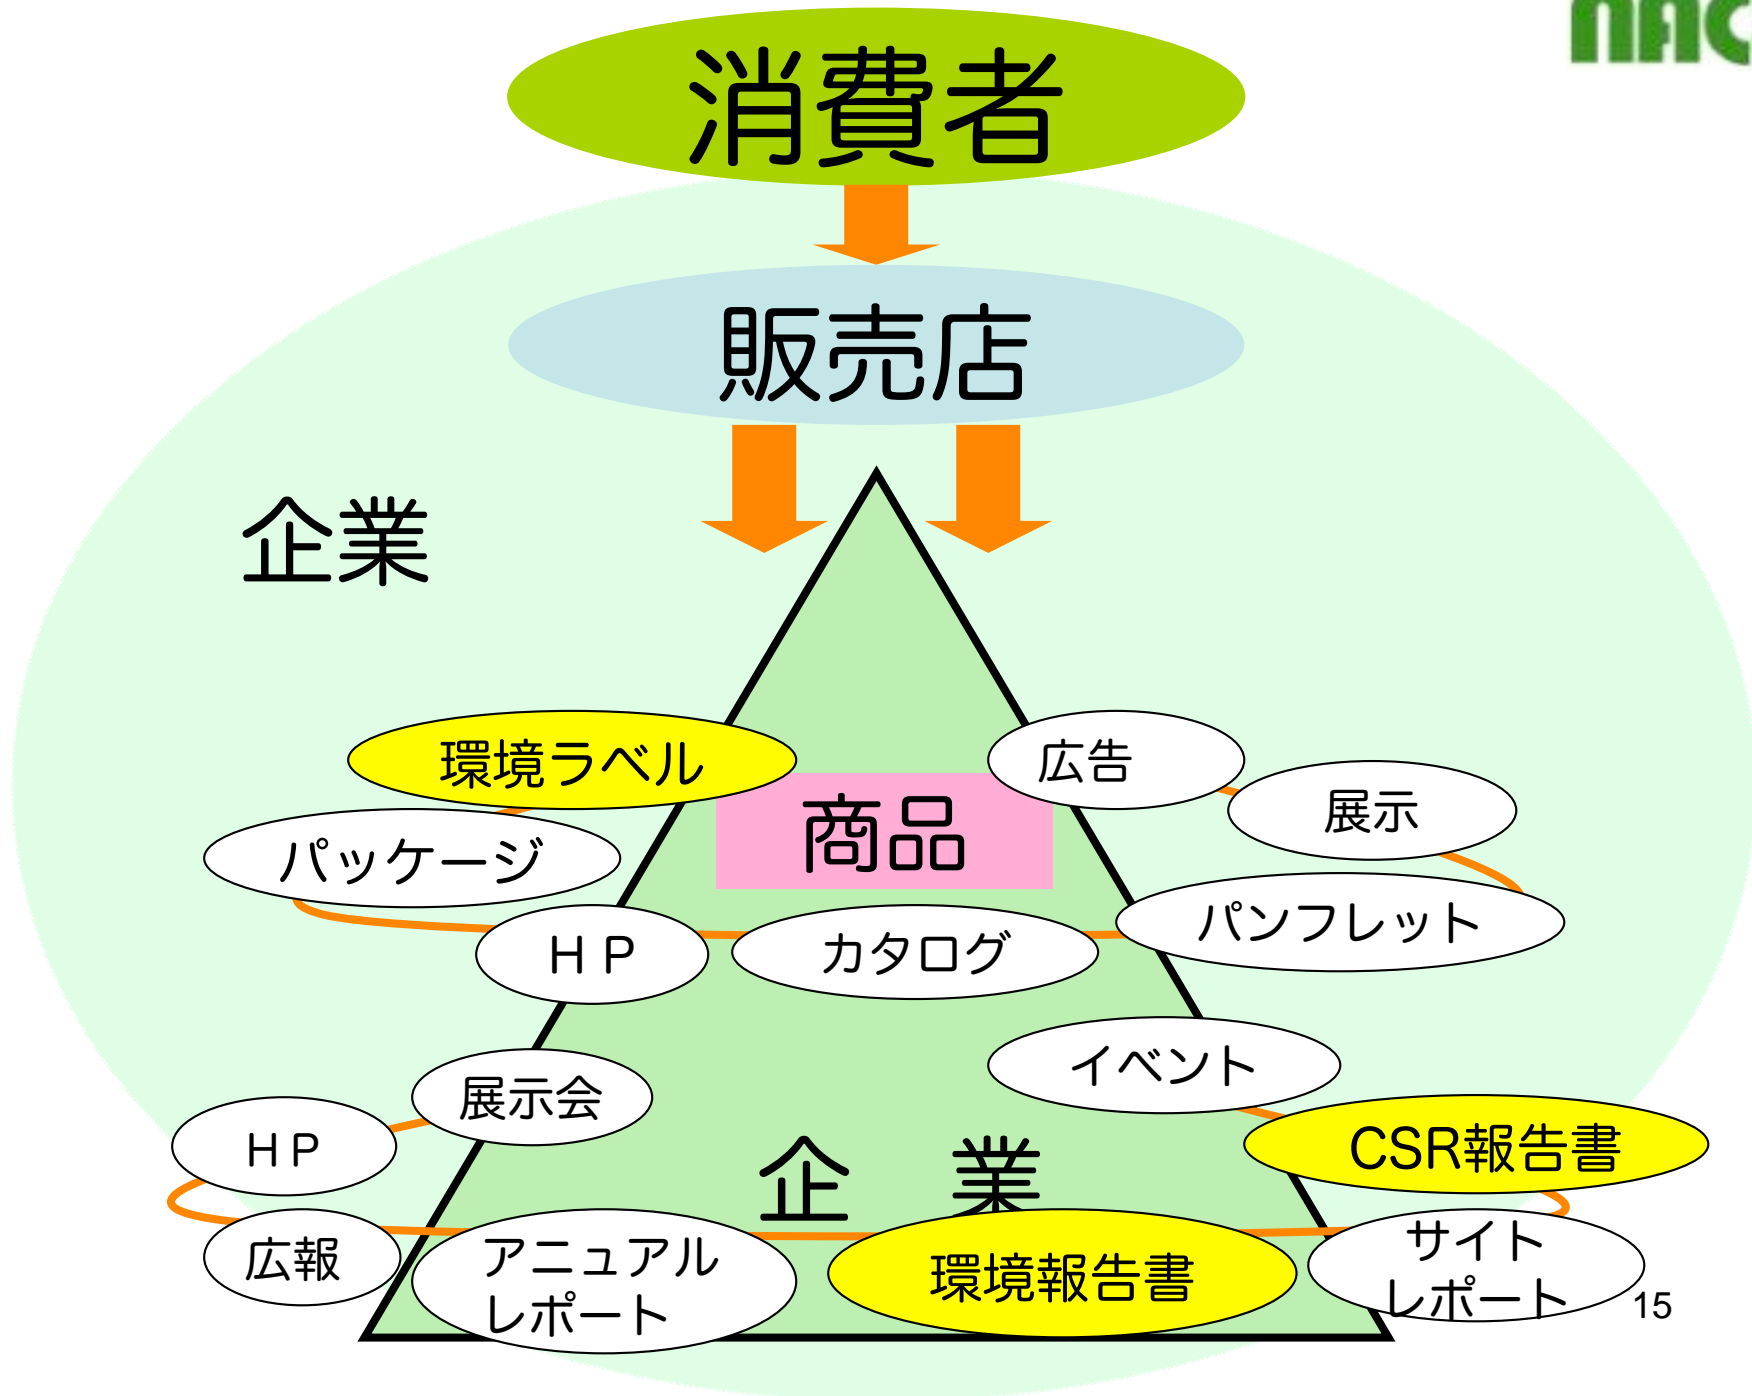 NAC
消費者
販売店
企業
環境ラベル
広告
展示
商品
パッケージ
パンフレット
ＨＰ
カタログ
イベント
展示会
ＨＰ
CSR報告書
企　業
広報
アニュアル
レポート
環境報告書
サイト
レポート
15